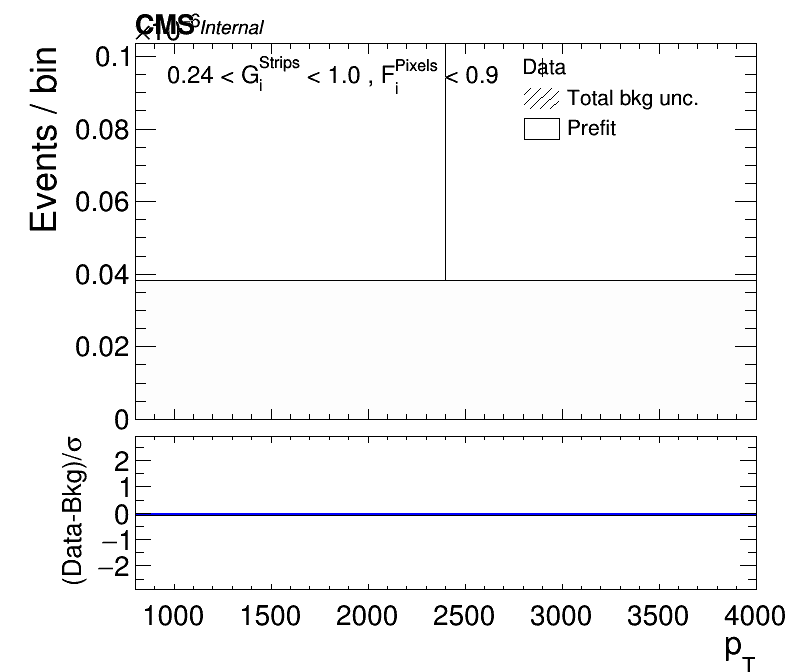 CMS Internal
×10⁻⁶
0.24 < G_i^Strips < 1.0 , F_i^Pixels < 0.9
Data
Total bkg unc.
Prefit
Events / bin
0.1
0.08
0.06
0.04
0.02
0
(Data-Bkg)/σ
2
1
0
−1
−2
1000 1500 2000 2500 3000 3500 4000
p_T